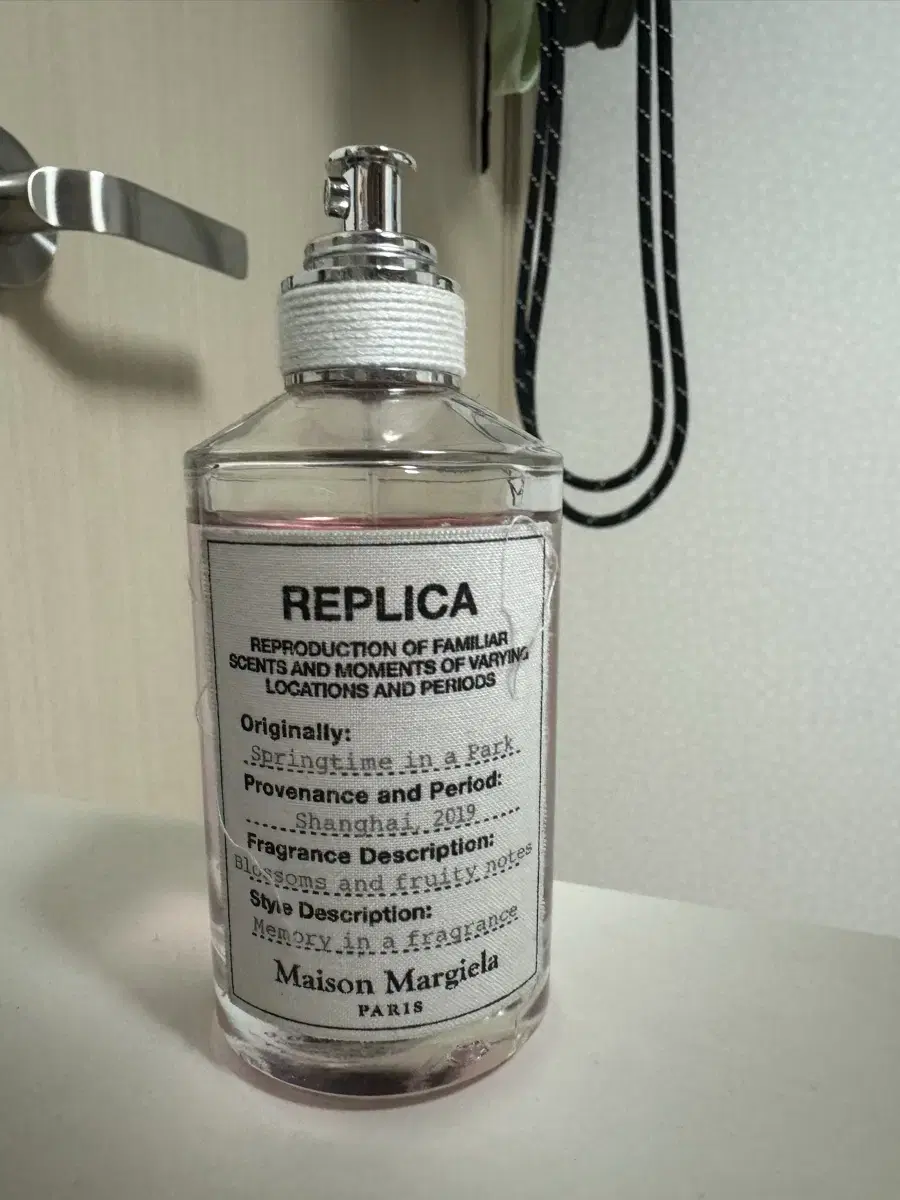 REPLICA
REPRODUCTION OF FAMILIAR
SCENTS AND MOMENTS OF VARYING
LOCATIONS AND PERIODS
Originally:
Springtime in a Park
Provenance and Period:
Shanghai, 2019
Fragrance Description:
Blossoms and fruity notes
Style Description:
Memory in a fragrance
Maison Margiela
PARIS